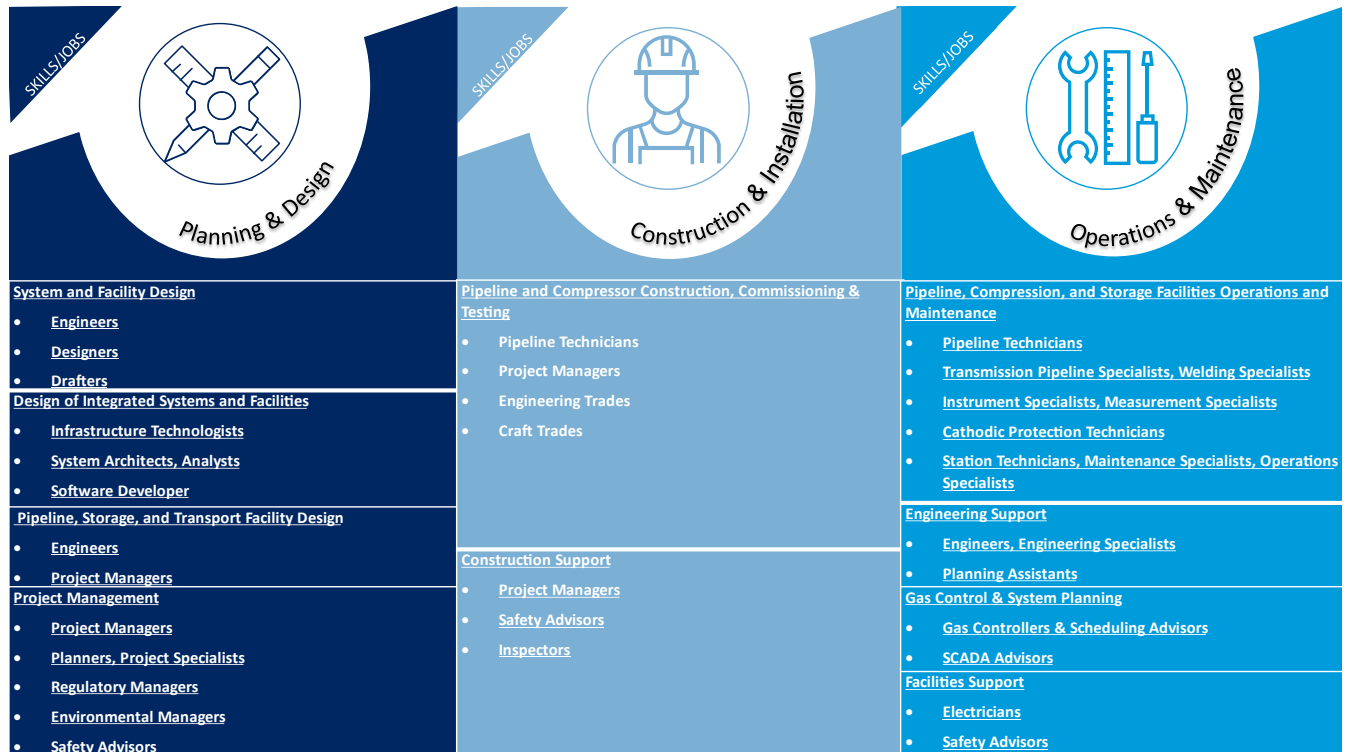 SKILLS/JOBS
Planning & Design
System and Facility Design
• Engineers
• Designers
• Drafters
Design of Integrated Systems and Facilities
• Infrastructure Technologists
• System Architects, Analysts
• Software Developer
Pipeline, Storage, and Transport Facility Design
• Engineers
• Project Managers
Project Management
• Project Managers
• Planners, Project Specialists
• Regulatory Managers
• Environmental Managers
• Safety Advisors
SKILLS/JOBS
Construction & Installation
Pipeline and Compressor Construction, Commissioning &
Testing
• Pipeline Technicians
• Project Managers
• Engineering Trades
• Craft Trades
Construction Support
• Project Managers
• Safety Advisors
• Inspectors
SKILLS/JOBS
Operations & Maintenance
Pipeline, Compression, and Storage Facilities Operations and
Maintenance
• Pipeline Technicians
• Transmission Pipeline Specialists, Welding Specialists
• Instrument Specialists, Measurement Specialists
• Cathodic Protection Technicians
• Station Technicians, Maintenance Specialists, Operations
Specialists
Engineering Support
• Engineers, Engineering Specialists
• Planning Assistants
Gas Control & System Planning
• Gas Controllers & Scheduling Advisors
• SCADA Advisors
Facilities Support
• Electricians
• Safety Advisors